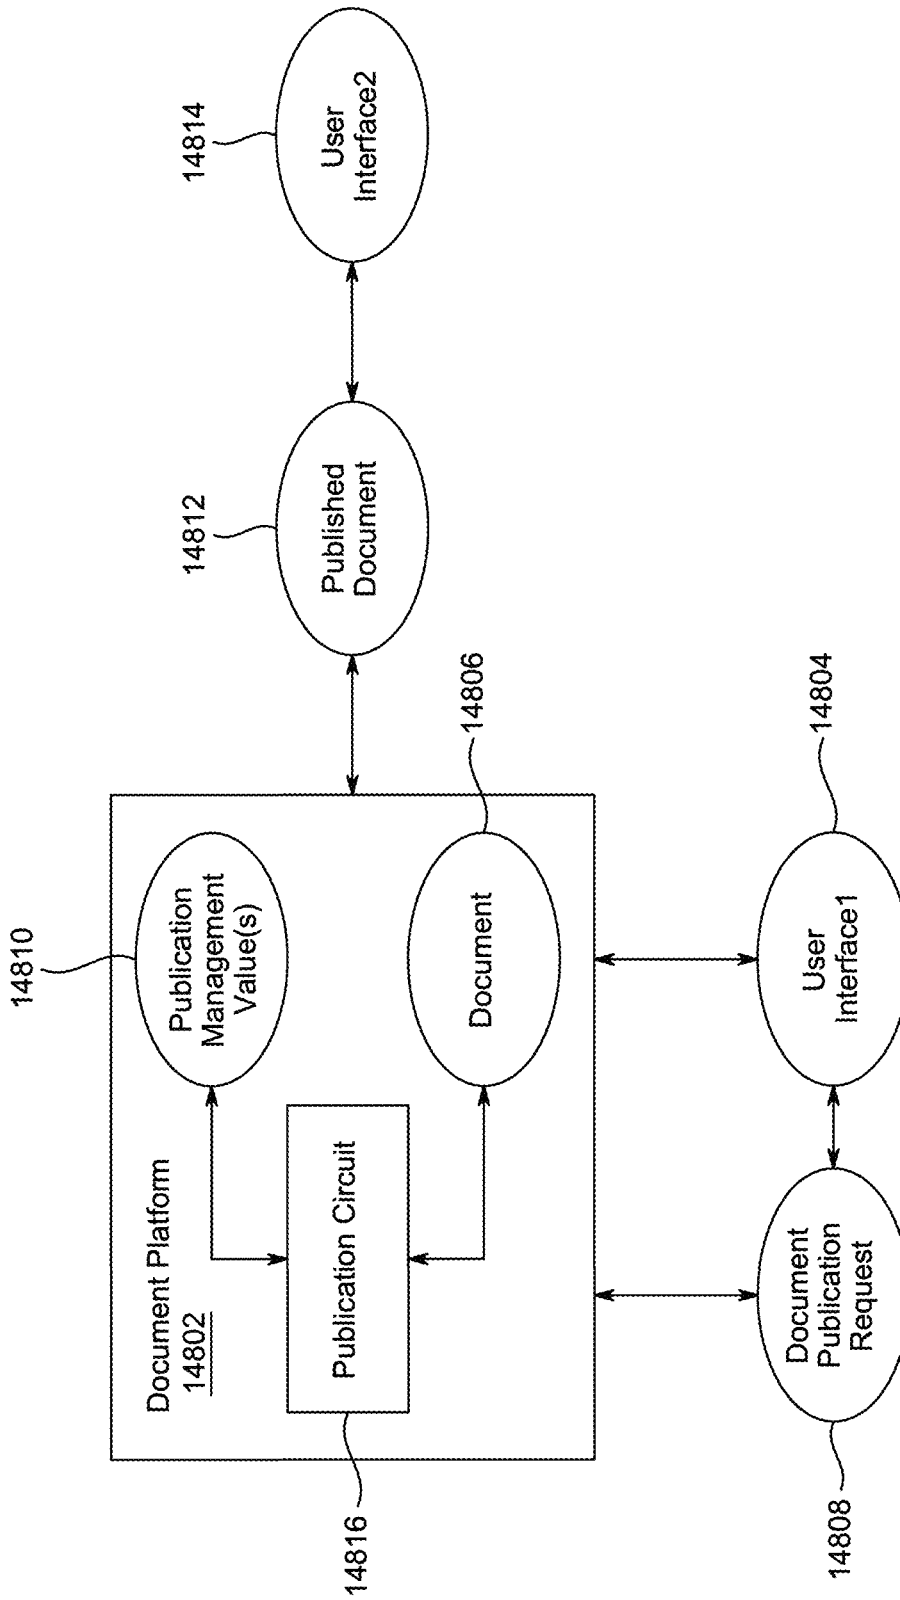 14810
14814
14812
Document Platform
14802
Publication
Management
Value(s)
User
Interface2
Published
Document
Publication Circuit
Document
14806
14816
Document
Publication
Request
User
Interface1
14804
14808